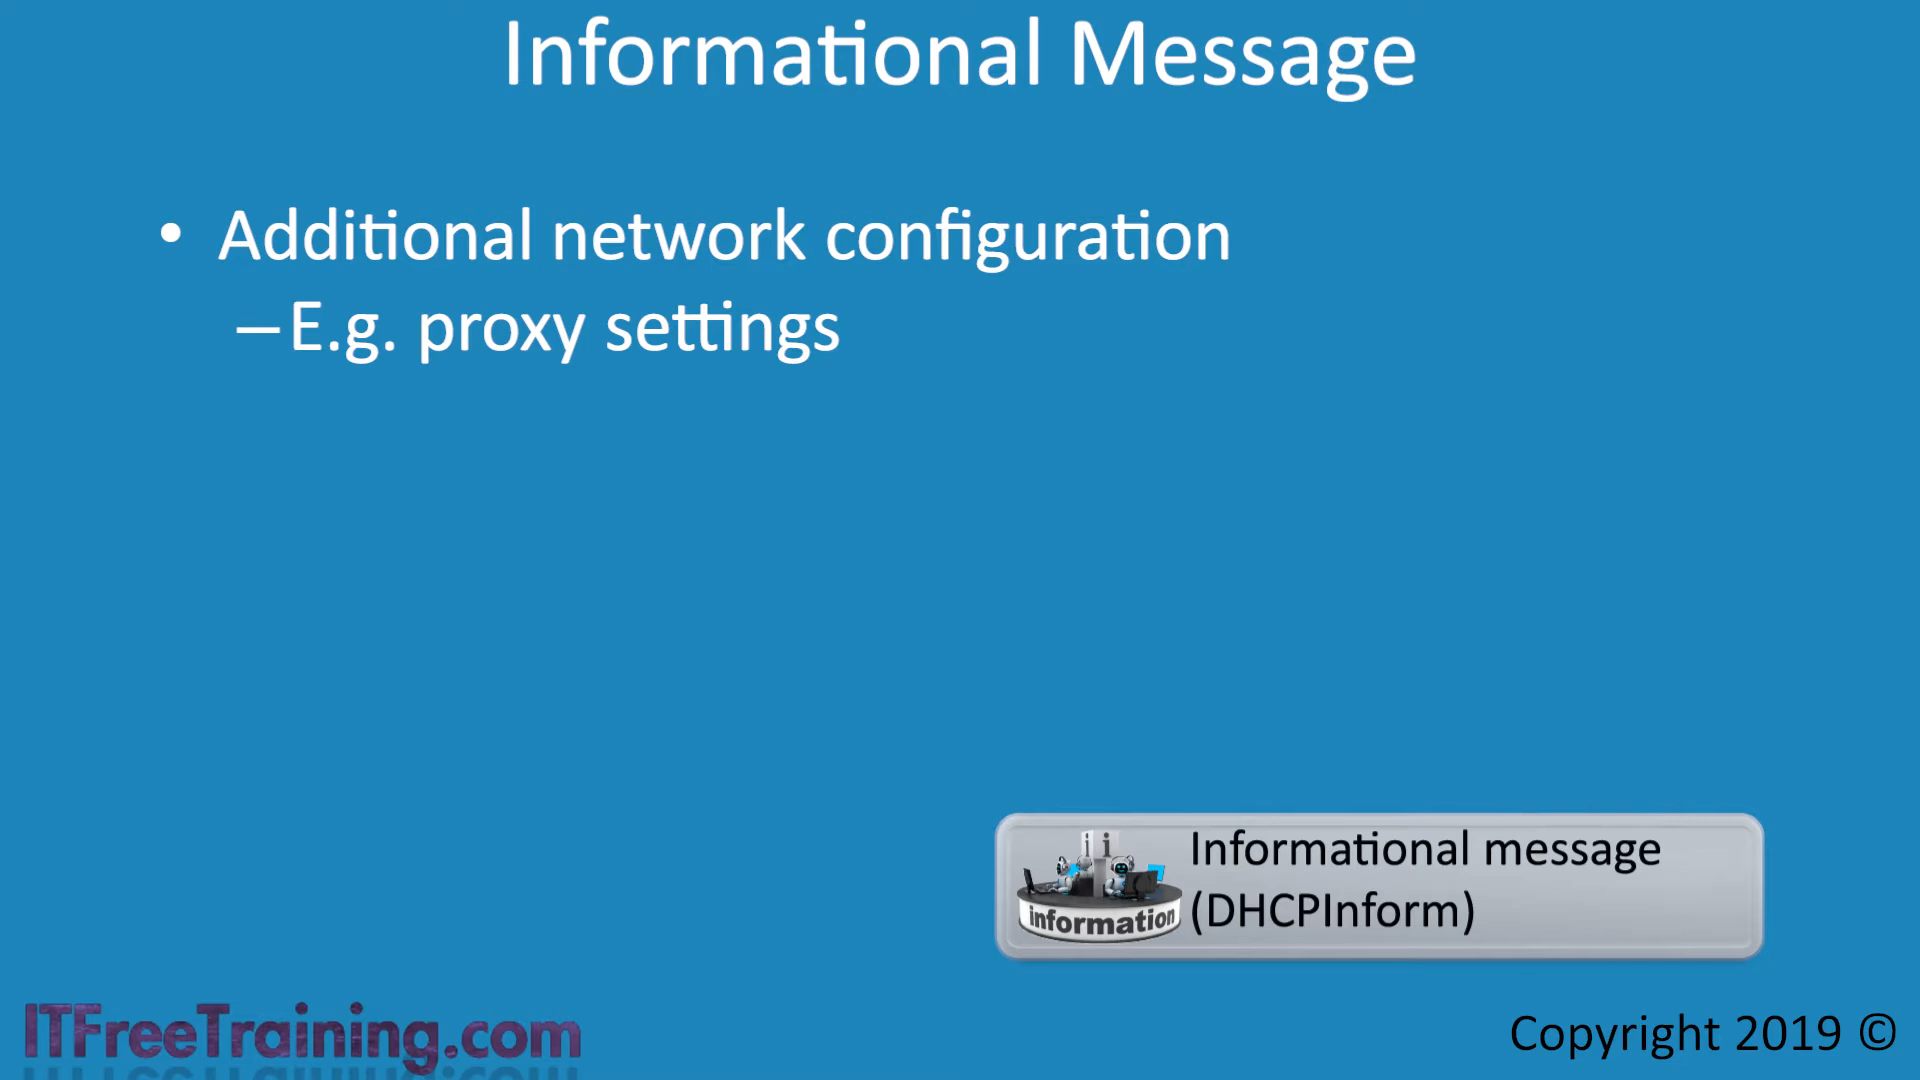 Informational Message
• Additional network configuration
–E.g. proxy settings
i i
Informational message
(DHCPInform)
information
ITFreeTraining.com
Copyright 2019 ©